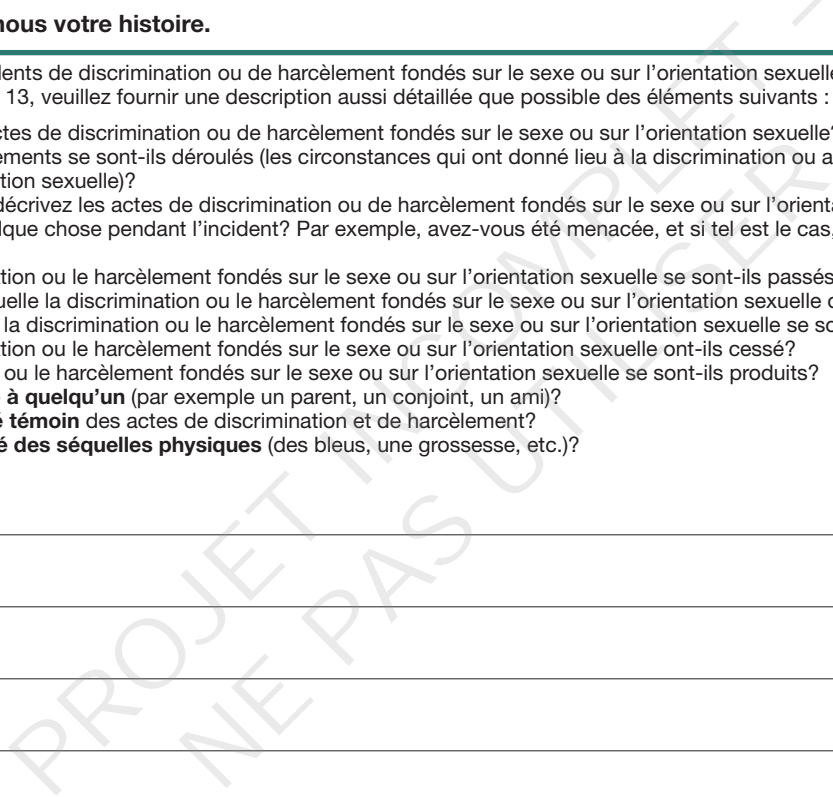 nous votre histoire.
dents de discrimination ou de harcèlement fondés sur le sexe ou sur l'orientation sexuelle
13, veuillez fournir une description aussi détaillée que possible des éléments suivants :
ctes de discrimination ou de harcèlement fondés sur le sexe ou sur l'orientation sexuelle?
ements se sont-ils déroulés (les circonstances qui ont donné lieu à la discrimination ou a
tion sexuelle)?
décrivez les actes de discrimination ou de harcèlement fondés sur le sexe ou sur l'orienta
lque chose pendant l'incident? Par exemple, avez-vous été menacée, et si tel est le cas,
tion ou le harcèlement fondés sur le sexe ou sur l'orientation sexuelle se sont-ils passés
uelle la discrimination ou le harcèlement fondés sur le sexe ou sur l'orientation sexuelle o
la discrimination ou le harcèlement fondés sur le sexe ou sur l'orientation sexuelle se so
tion ou le harcèlement fondés sur le sexe ou sur l'orientation sexuelle ont-ils cessé?
ou le harcèlement fondés sur le sexe ou sur l'orientation sexuelle se sont-ils produits?
à quelqu'un (par exemple un parent, un conjoint, un ami)?
é témoin des actes de discrimination et de harcèlement?
é des séquelles physiques (des bleus, une grossesse, etc.)?
PROJET INCOMPLET –
NE PAS UTILISER